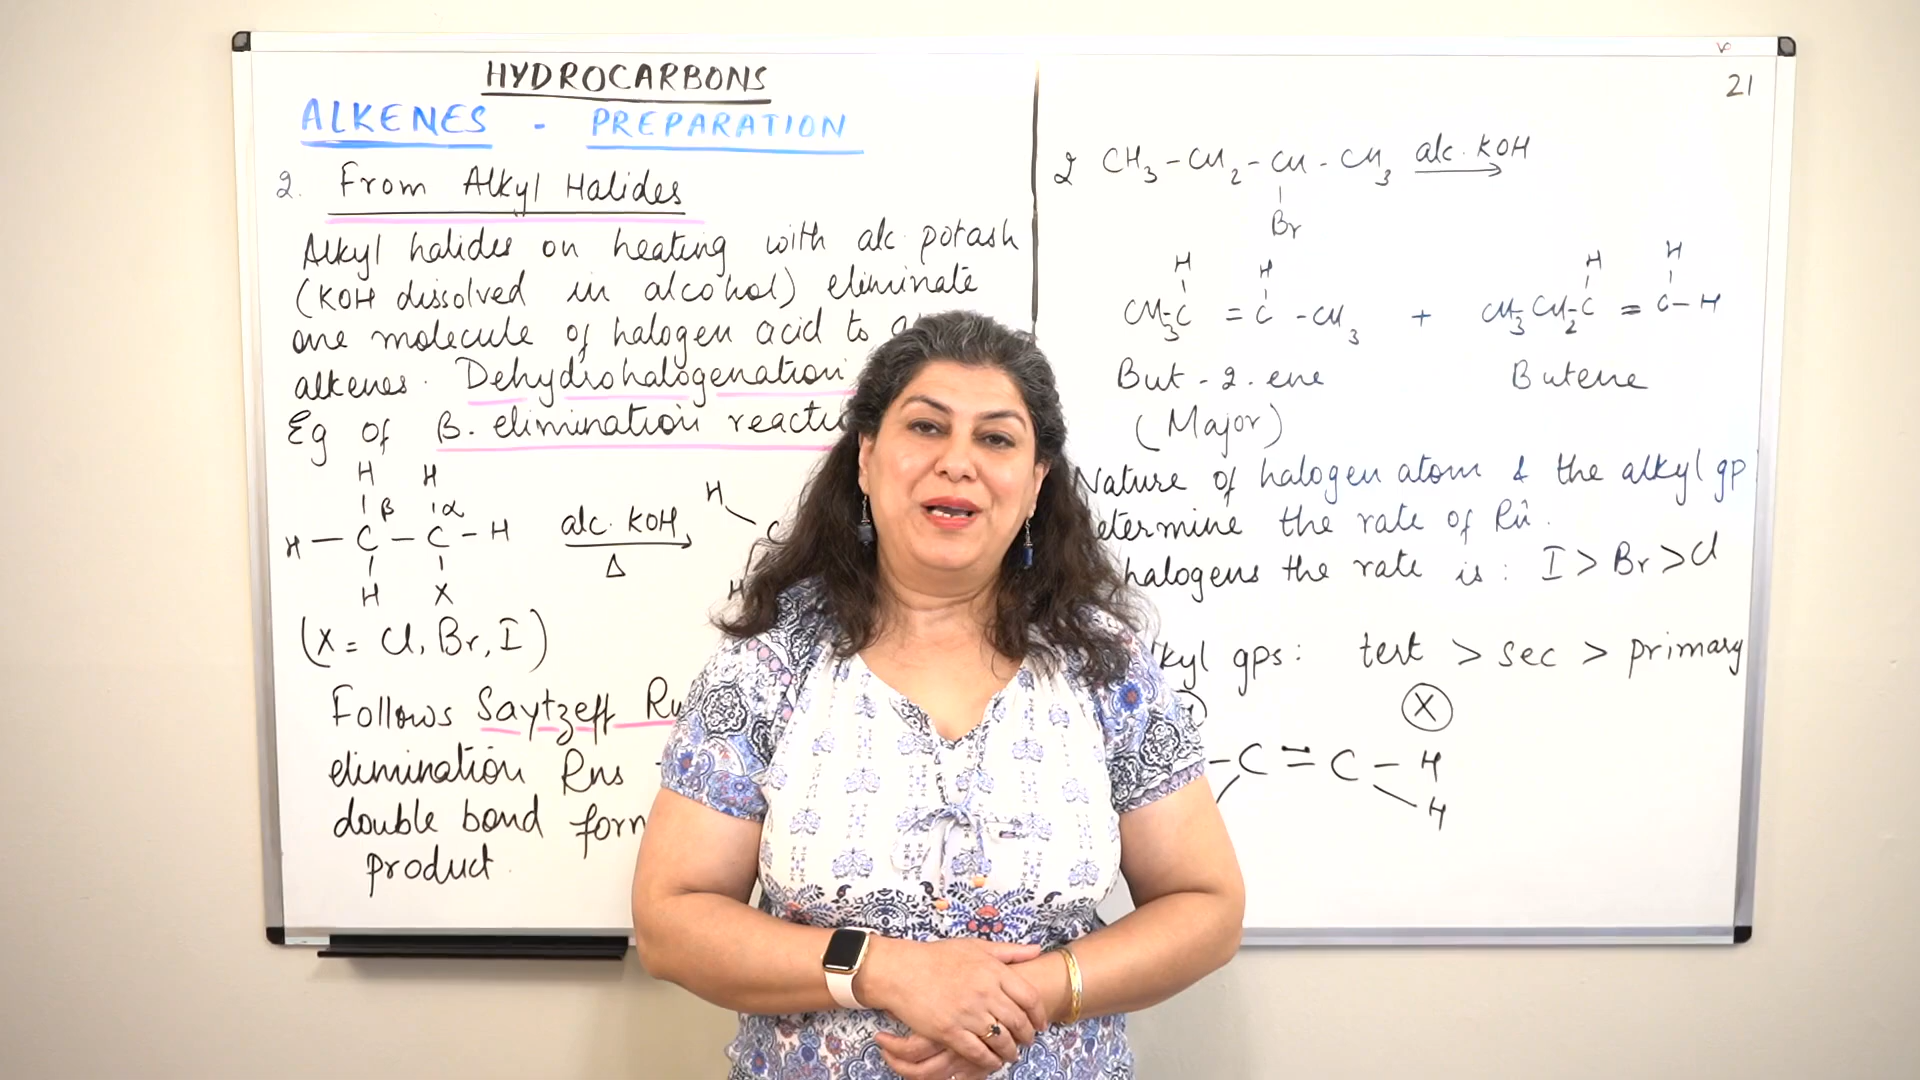 HYDROCARBONS
ALKENES - PREPARATION
2. From Alkyl Halides
Alkyl halides on heating with alc. potash
(KOH dissolved in alcohol) eliminate
one molecule of halogen acid to
alkenes. Dehydrohalogenation
Eg of β. elimination
H H
β α
H - C - C - H alc. KOH Δ H C
H X H
(X = Cl, Br, I)
Follows Saytzeff
elimination Rns
double bond
product.
21
2 CH3 - CH2 - CH - CH3 alc. KOH
Br
H H H H
CH3-C = C - CH3 + CH3 CH2-C = C - H
But - 2 - ene Butene
(Major)
Nature of halogen atom & the alkyl gp
determine the rate of Rn.
halogens the rate is : I > Br > Cl
alkyl gps : tert > sec > primary
X
- C = C - H
H